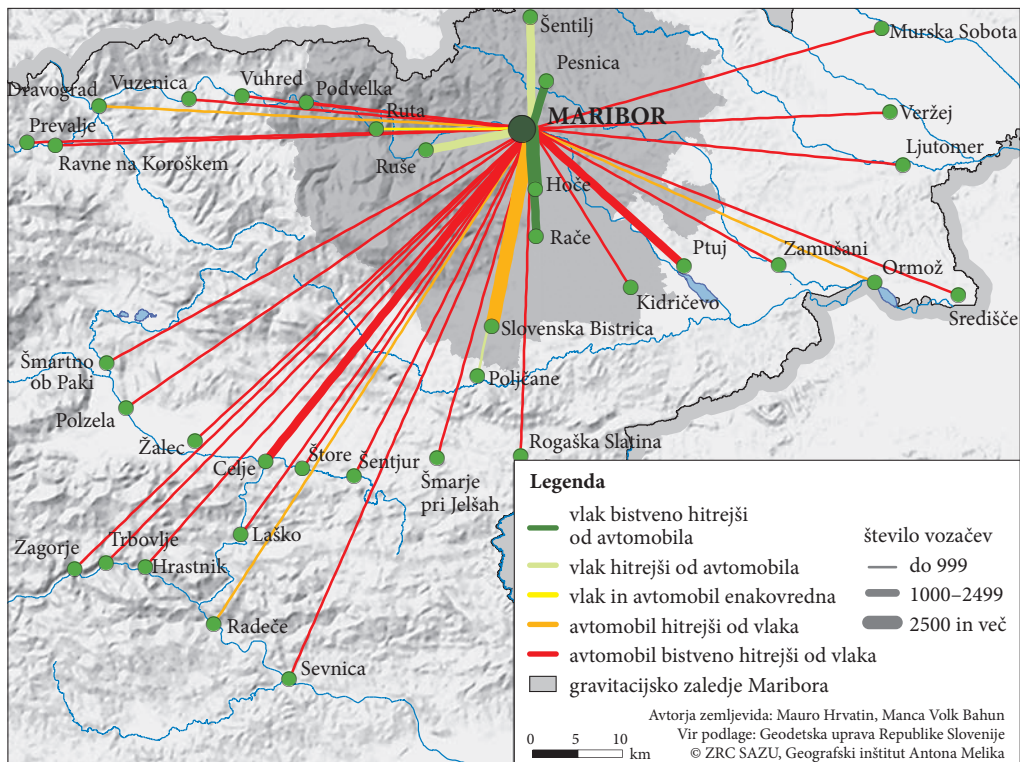 Šentilj
Murska Sobota
Pesnica
Dravograd
Vuzenica
Vuhred
Podvelka
Ruta
MARIBOR
Veržej
Prevalje
Ravne na Koroškem
Ruše
Ljutomer
Hoče
Rače
Ptuj
Zamušani
Ormož
Kidričevo
Središče
Slovenska Bistrica
Šmartno
ob Paki
Poljčane
Polzela
Žalec
Celje
Štore
Šentjur
Šmarje
pri Jelšah
Rogaška Slatina
Laško
Zagorje
Trbovlje
Hrastnik
Radeče
Sevnica
Legenda
vlak bistveno hitrejši
od avtomobila
vlak hitrejši od avtomobila
vlak in avtomobil enakovredna
avtomobil hitrejši od vlaka
avtomobil bistveno hitrejši od vlaka
gravitacijsko zaledje Maribora
število vozačev
do 999
1000–2499
2500 in več
Avtorja zemljevida: Mauro Hrvatin, Manca Volk Bahun
Vir podlage: Geodetska uprava Republike Slovenije
© ZRC SAZU, Geografski inštitut Antona Melika
0 5 10
km